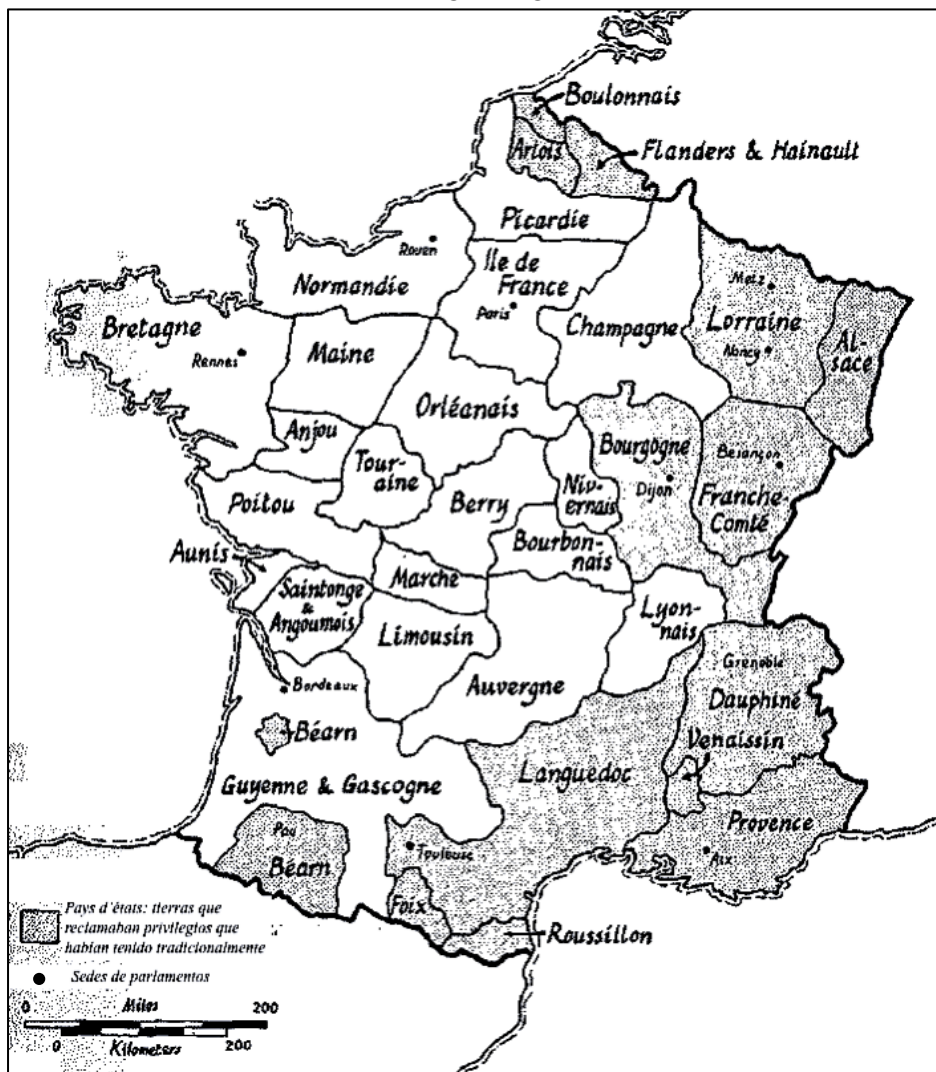 Boulonnais
Artois
Flanders & Hainault
Picardie
Rouen
Ile de
France
Paris
Normandie
Metz
Lorraine
Nancy
Al-
sace
Champagne
Bretagne
Rennes
Maine
Orléanais
Anjou
Tour-
aine
Bourgogne
Dijon
Besançon
Franche-
Comté
Poitou
Berry
Niv-
ernais
Bourbon-
nais
Aunis
Marche
Saintonge
&
Angoumois
Limousin
Lyon-
nais
Auvergne
Grenoble
Dauphiné
Bordeaux
Béarn
Venaissin
Languedoc
Guyenne & Gascogne
Provence
Aix
Pau
Béarn
Toulouse
Foix
Roussillon
Pays d'états: tierras que
reclamaban privilegios que
habían tenido tradicionalmente
Sedes de parlamentos
0 Miles 200
0 Kilometers 200